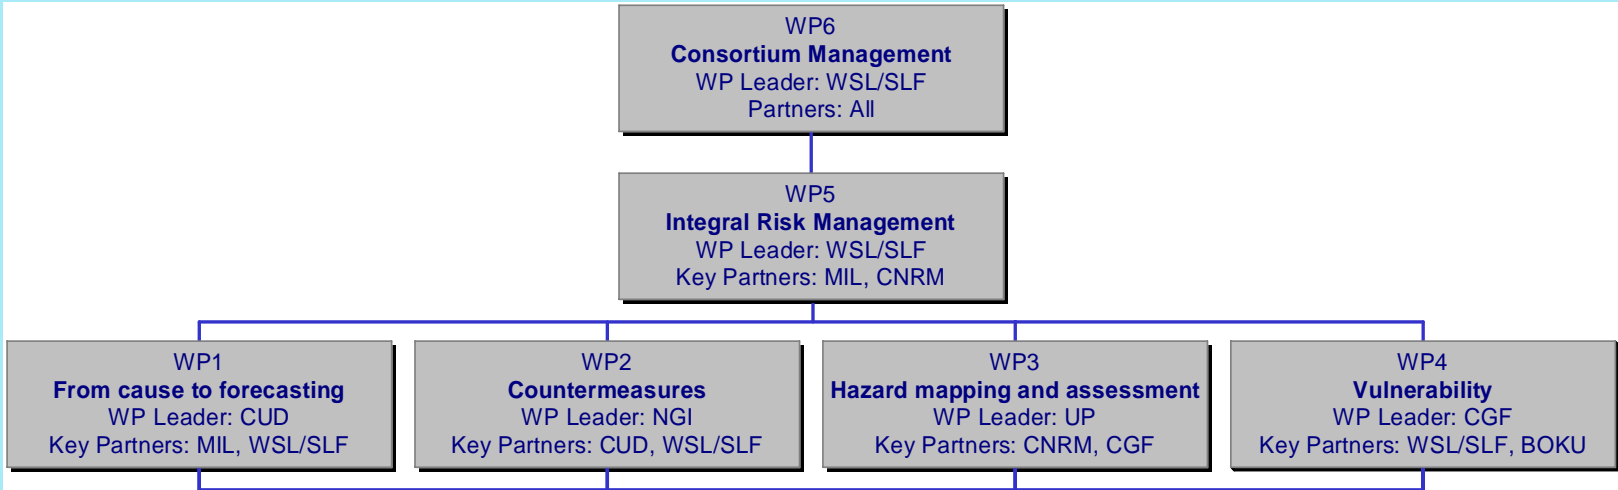 WP6
Consortium Management
WP Leader: WSL/SLF
Partners: All
WP5
Integral Risk Management
WP Leader: WSL/SLF
Key Partners: MIL, CNRM
WP1
From cause to forecasting
WP Leader: CUD
Key Partners: MIL, WSL/SLF
WP2
Countermeasures
WP Leader: NGI
Key Partners: CUD, WSL/SLF
WP3
Hazard mapping and assessment
WP Leader: UP
Key Partners: CNRM, CGF
WP4
Vulnerability
WP Leader: CGF
Key Partners: WSL/SLF, BOKU